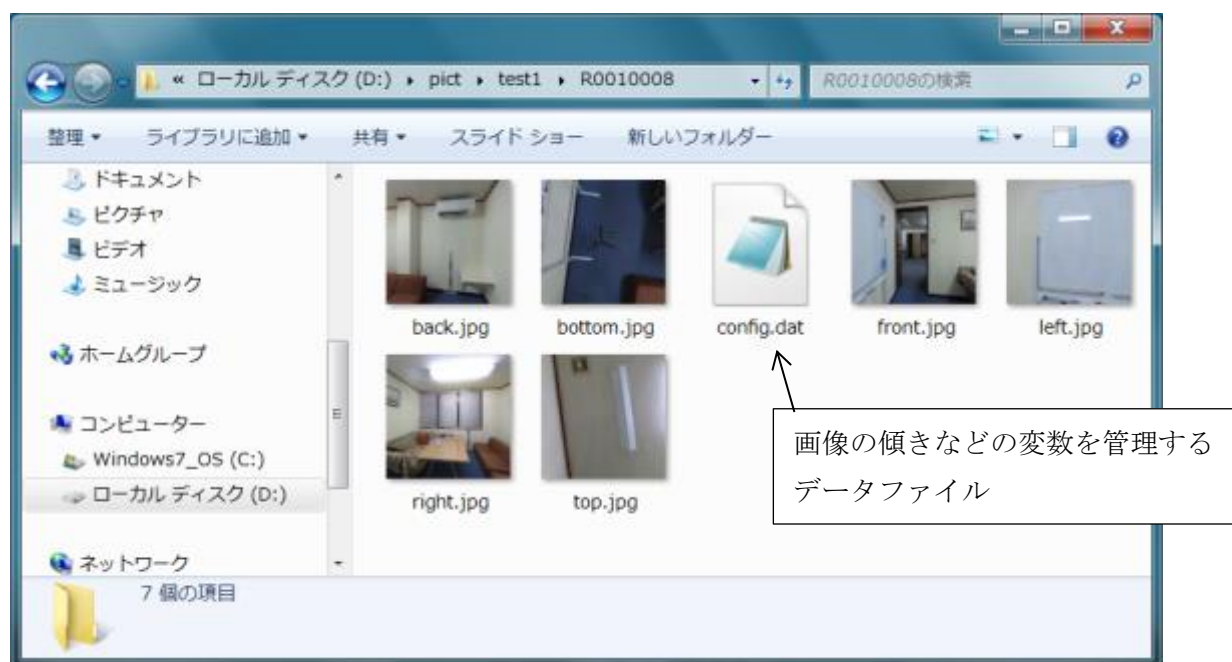 « ローカル ディスク (D:) ▸ pict ▸ test1 ▸ R0010008
R0010008の検索
整理 ライブラリに追加 共有 スライド ショー 新しいフォルダー
ドキュメント
ピクチャ
ビデオ
ミュージック
ホームグループ
コンピューター
Windows7_OS (C:)
ローカル ディスク (D:)
ネットワーク
back.jpg bottom.jpg config.dat front.jpg left.jpg
right.jpg top.jpg
画像の傾きなどの変数を管理する
データファイル
7 個の項目